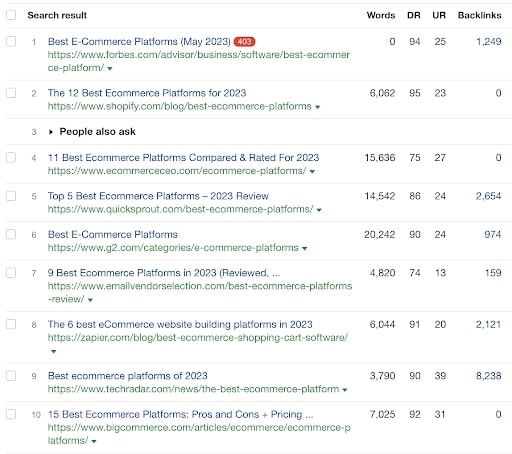 Search result Words DR UR Backlinks
1 Best E-Commerce Platforms (May 2023) 403 0 94 25 1,249
https://www.forbes.com/advisor/business/software/best-ecommer
ce-platform/
2 The 12 Best Ecommerce Platforms for 2023 6,062 95 23 0
https://www.shopify.com/blog/best-ecommerce-platforms
3 People also ask
4 11 Best Ecommerce Platforms Compared & Rated For 2023 15,636 75 27 0
https://www.ecommerceceo.com/ecommerce-platforms/
5 Top 5 Best Ecommerce Platforms – 2023 Review 14,542 86 24 2,654
https://www.quicksprout.com/best-ecommerce-platforms/
6 Best E-Commerce Platforms 20,242 90 24 974
https://www.g2.com/categories/e-commerce-platforms
7 9 Best Ecommerce Platforms in 2023 (Reviewed, ... 4,820 74 13 159
https://www.emailvendorselection.com/best-ecommerce-platforms
-review/
8 The 6 best eCommerce website building platforms in 2023 6,044 91 20 2,121
https://zapier.com/blog/best-ecommerce-shopping-cart-software/
9 Best ecommerce platforms of 2023 3,790 90 39 8,238
https://www.techradar.com/news/the-best-ecommerce-platform
10 15 Best Ecommerce Platforms: Pros and Cons + Pricing ... 7,025 92 31 0
https://www.bigcommerce.com/articles/ecommerce/ecommerce-p
latforms/